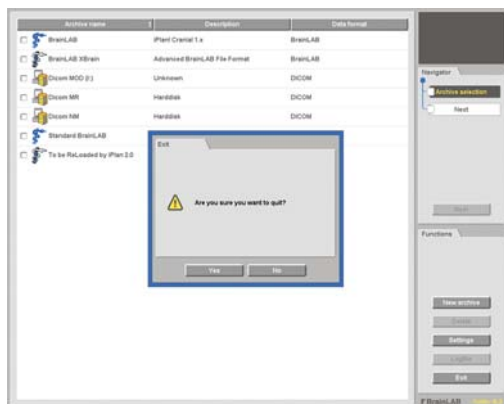 Archive name Description Data format
BrainLAB iPlant Cranial 1.x BrainLAB
BrainLAB XBrain Advanced BrainLAB File Format BrainLAB
Dicom MOD (I:) Unknown DICOM
Dicom MR Harddisk DICOM
Dicom NM Harddisk DICOM
Standard BrainLAB
To be ReLoaded by iPlan 2.0
Exit
Are you sure you want to quit?
Yes No
Navigator
Archive selection
Next
Functions
New archive
Settings
Exit
BrainLAB